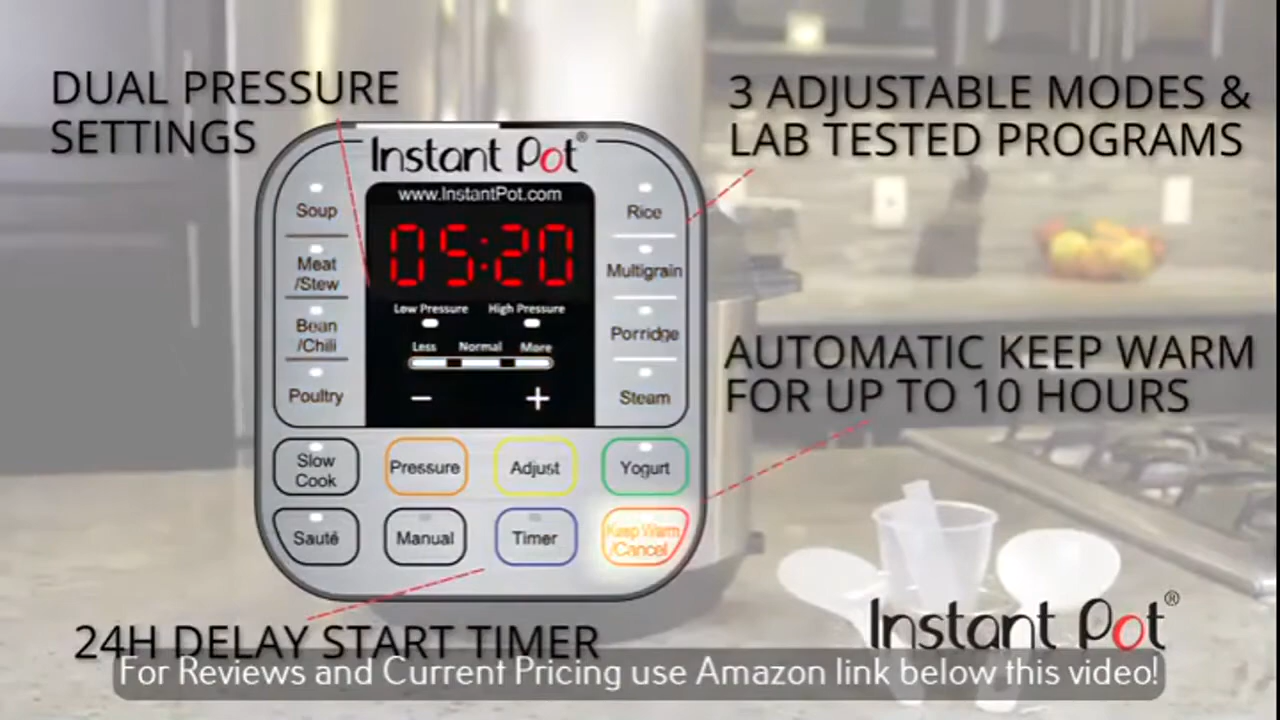 DUAL PRESSURE
SETTINGS
3 ADJUSTABLE MODES &
LAB TESTED PROGRAMS
Instant Pot®
www.InstantPot.com
05:20
Low Pressure High Pressure
Less Normal More
− +
Soup
Meat
/Stew
Bean
/Chili
Poultry
Rice
Multigrain
Porridge
Steam
Slow
Cook
Pressure
Adjust
Yogurt
Sauté
Manual
Timer
Keep Warm
/Cancel
AUTOMATIC KEEP WARM
FOR UP TO 10 HOURS
24H DELAY START TIMER
Instant Pot®
For Reviews and Current Pricing use Amazon link below this video!